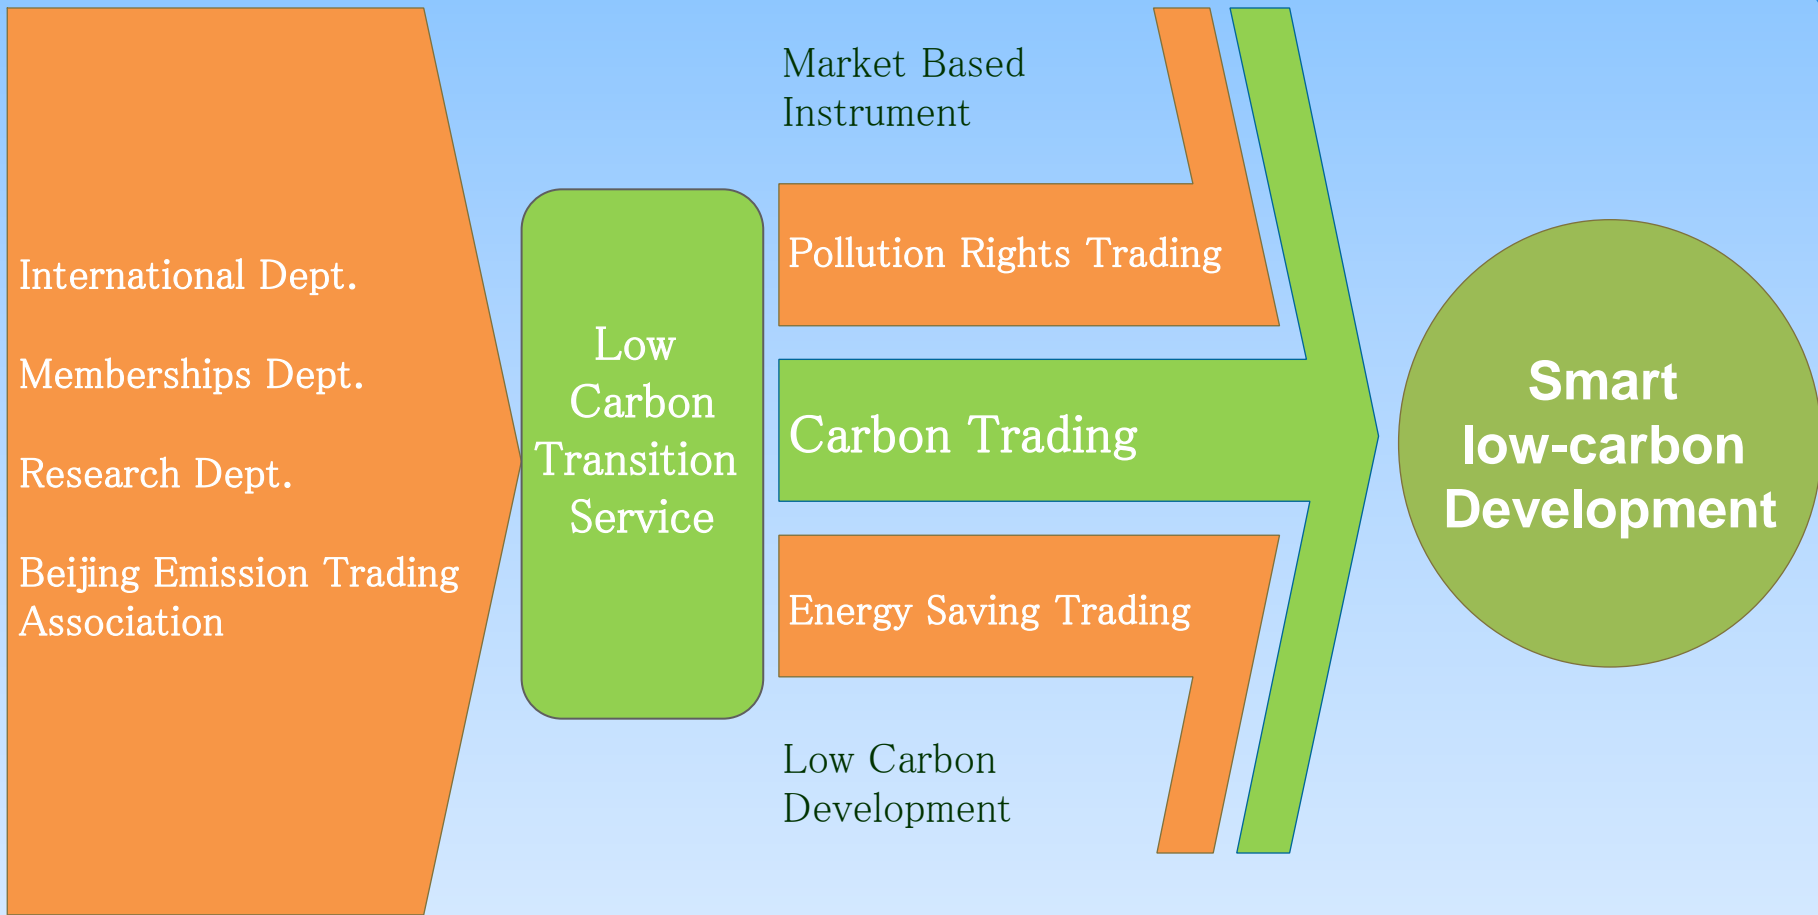 International Dept.
Memberships Dept.
Research Dept.
Beijing Emission Trading
Association
Low
Carbon
Transition
Service
Market Based
Instrument
Pollution Rights Trading
Carbon Trading
Energy Saving Trading
Low Carbon
Development
Smart
low-carbon
Development